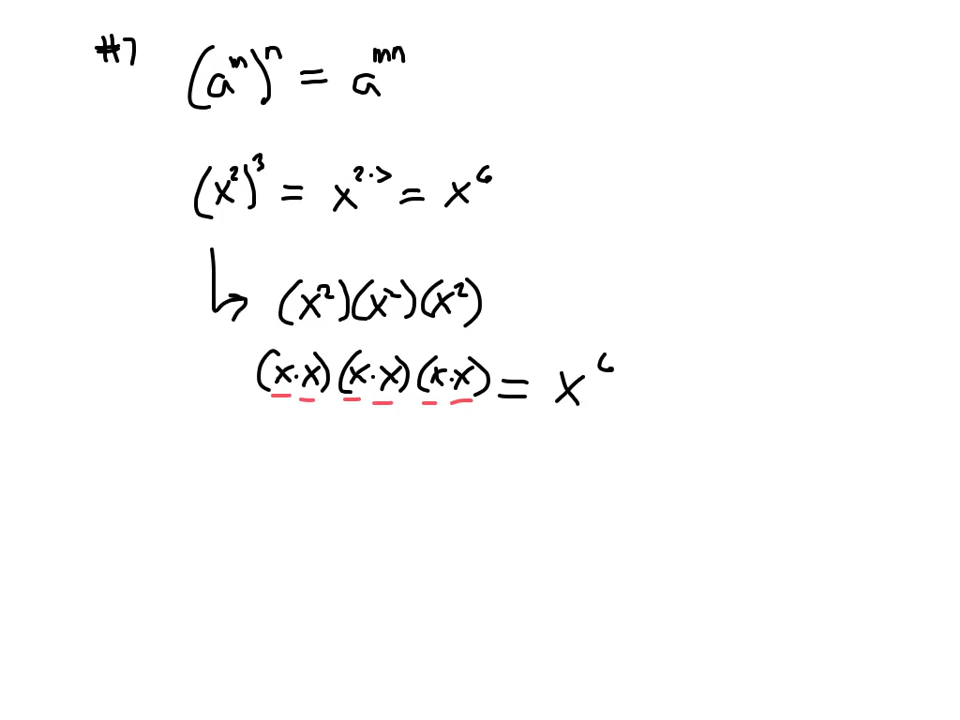 #7 (a^m)^n = a^mn
(x^2)^3 = x^2·3 = x^6
(x^2)(x^2)(x^2)
(x·x)(x·x)(x·x) = x^6